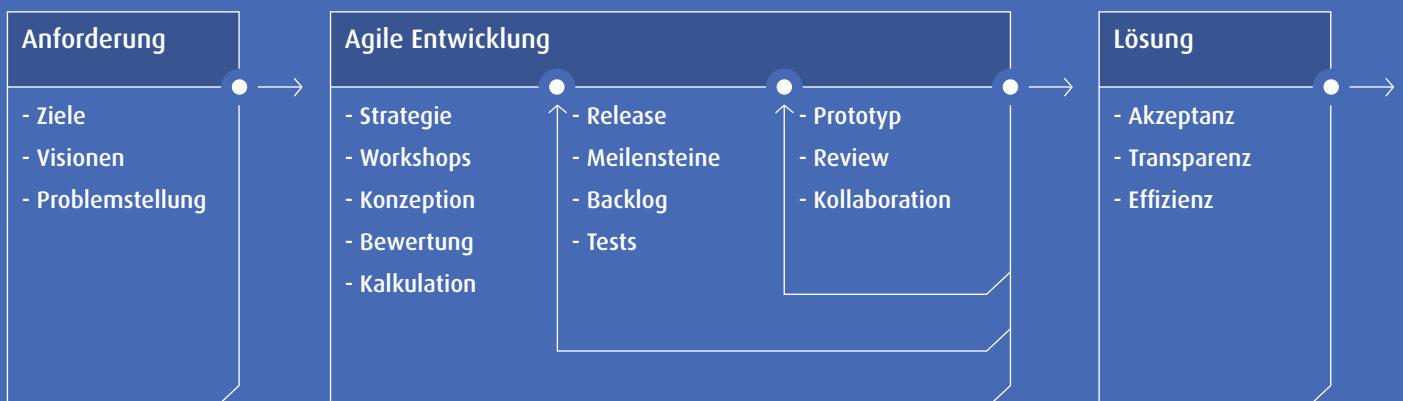 Anforderung
- Ziele
- Visionen
- Problemstellung
Agile Entwicklung
- Strategie
- Workshops
- Konzeption
- Bewertung
- Kalkulation
- Release
- Meilensteine
- Backlog
- Tests
- Prototyp
- Review
- Kollaboration
Lösung
- Akzeptanz
- Transparenz
- Effizienz